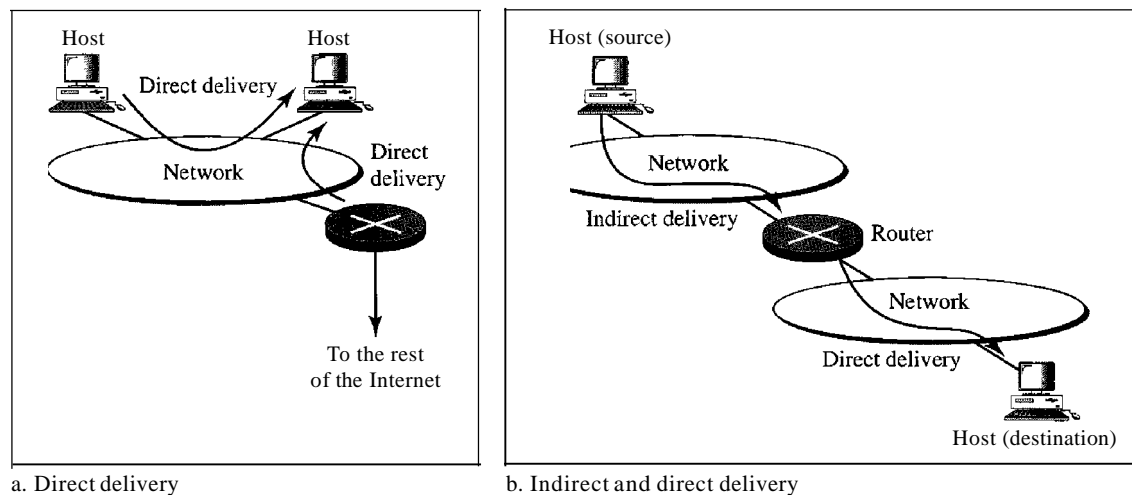 Host
Host
Direct delivery
Network
Direct
delivery
To the rest
of the Internet
a. Direct delivery
Host (source)
Network
Indirect delivery
Router
Network
Direct delivery
Host (destination)
b. Indirect and direct delivery